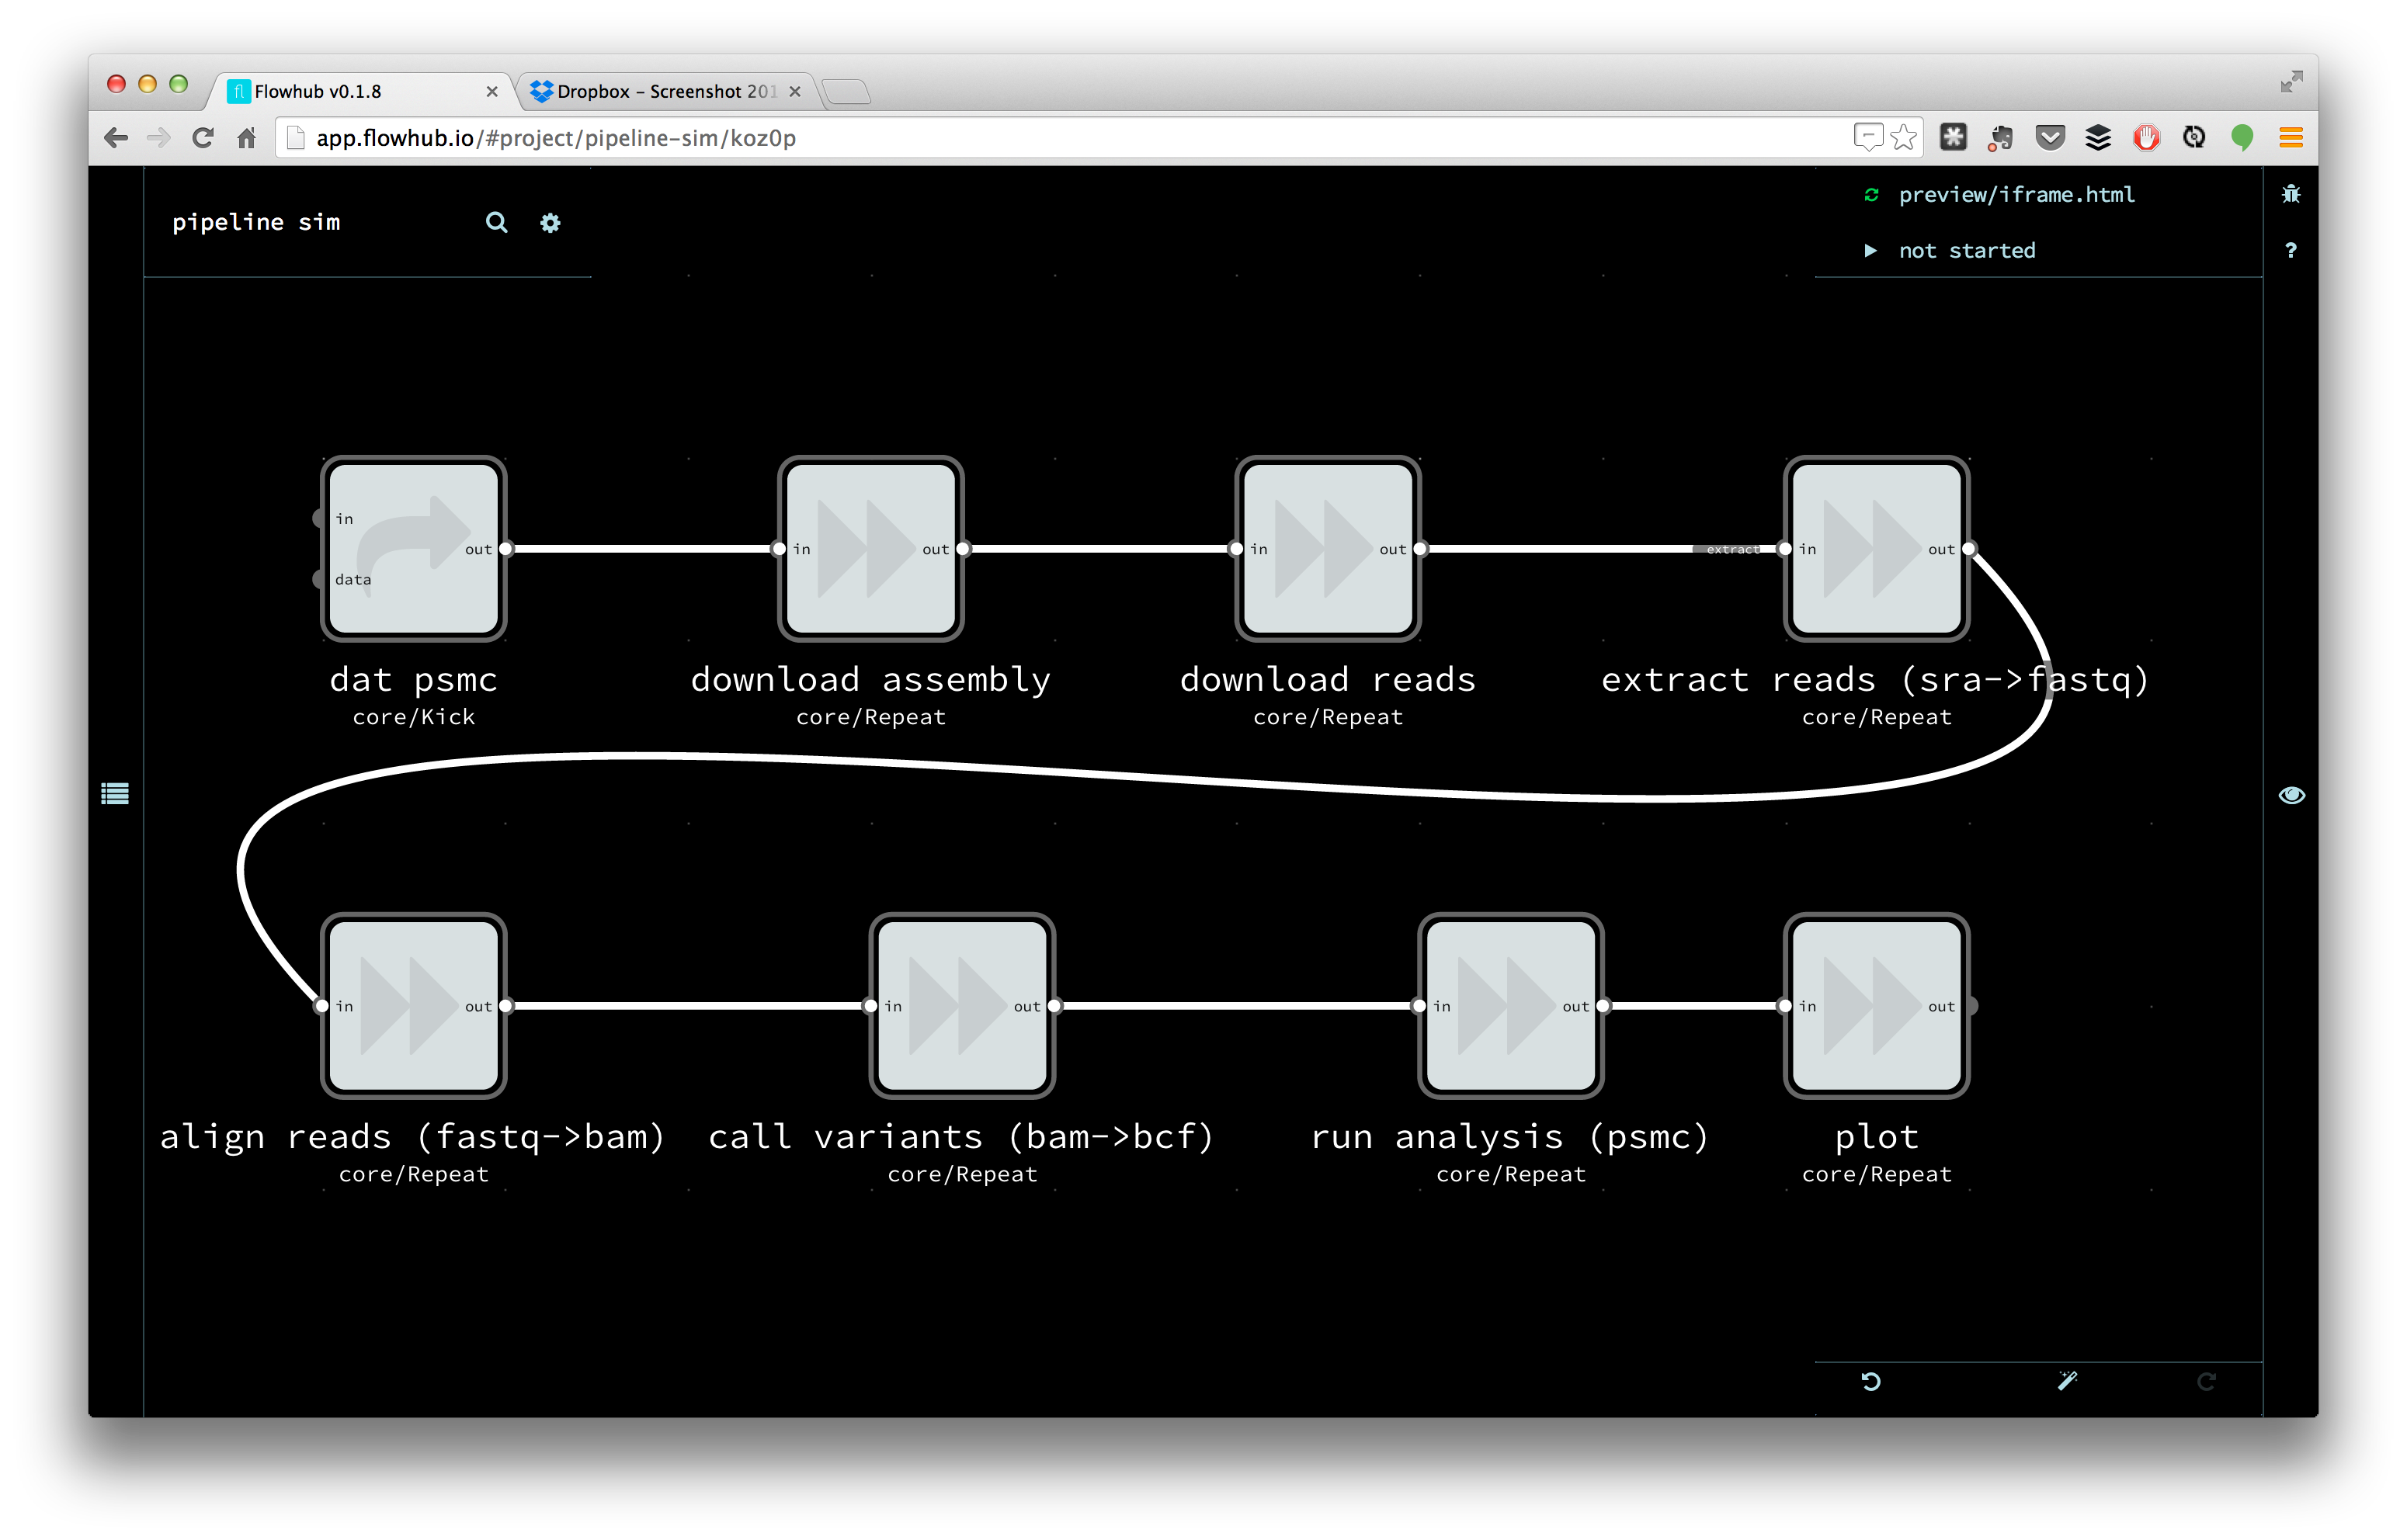 Flowhub v0.1.8
Dropbox – Screenshot 201
app.flowhub.io/#project/pipeline-sim/koz0p
pipeline sim
preview/iframe.html
not started
?
in
data
out
in
out
in
out
extract
in
out
dat psmc
core/Kick
download assembly
core/Repeat
download reads
core/Repeat
extract reads (sra->fastq)
core/Repeat
in
out
in
out
in
out
in
out
align reads (fastq->bam)
core/Repeat
call variants (bam->bcf)
core/Repeat
run analysis (psmc)
core/Repeat
plot
core/Repeat